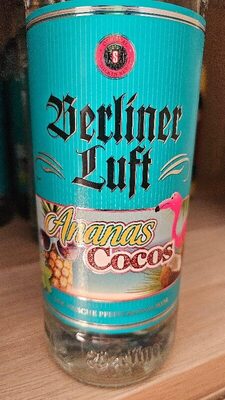 Berliner
Luft
Ananas
Cocos